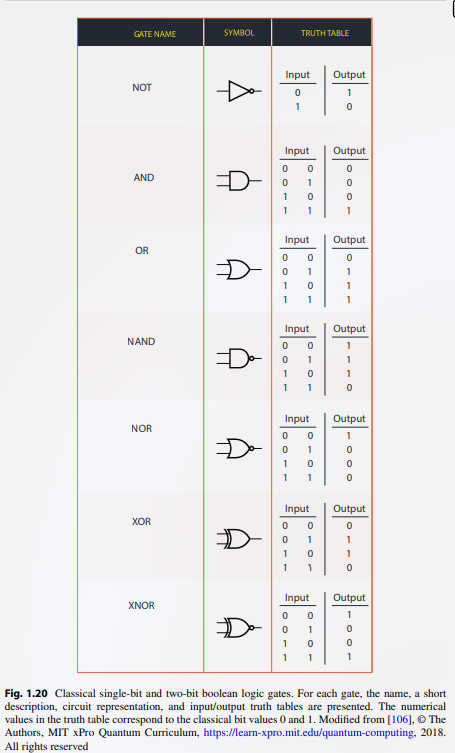 GATE NAME SYMBOL TRUTH TABLE
NOT
Input Output
0 1
1 0
AND
Input Output
0 0 0
0 1 0
1 0 0
1 1 1
OR
Input Output
0 0 0
0 1 1
1 0 1
1 1 1
NAND
Input Output
0 0 1
0 1 1
1 0 1
1 1 0
NOR
Input Output
0 0 1
0 1 0
1 0 0
1 1 0
XOR
Input Output
0 0 0
0 1 1
1 0 1
1 1 0
XNOR
Input Output
0 0 1
0 1 0
1 0 0
1 1 1
Fig. 1.20 Classical single-bit and two-bit boolean logic gates. For each gate, the name, a short
description, circuit representation, and input/output truth tables are presented. The numerical
values in the truth table correspond to the classical bit values 0 and 1. Modified from [106], © The
Authors, MIT xPro Quantum Curriculum, https://learn-xpro.mit.edu/quantum-computing, 2018.
All rights reserved